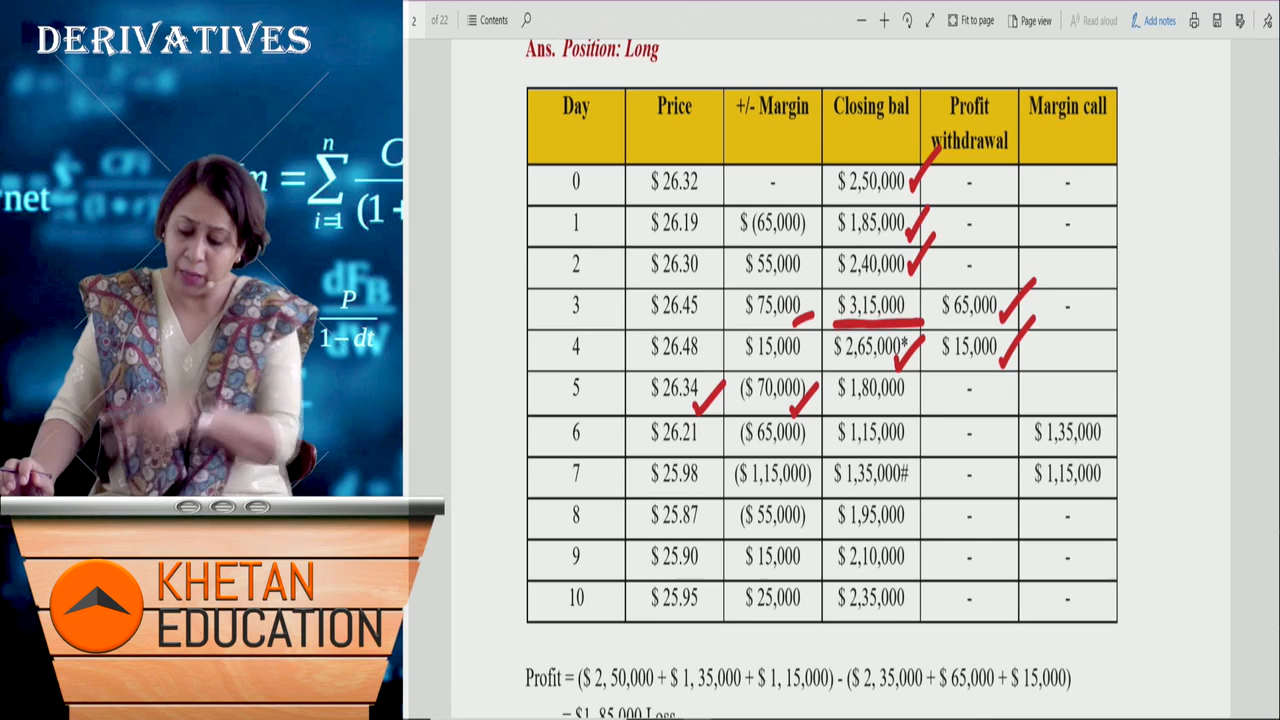 DERIVATIVES
2 of 22 Contents Fit to page Page view Read aloud Add notes
Ans. Position: Long
Day Price +/- Margin Closing bal Profit withdrawal Margin call
0 $ 26.32 - $ 2,50,000 - -
1 $ 26.19 $ (65,000) $ 1,85,000 - -
2 $ 26.30 $ 55,000 $ 2,40,000 -
3 $ 26.45 $ 75,000 $ 3,15,000 $ 65,000 -
4 $ 26.48 $ 15,000 $ 2,65,000* $ 15,000
5 $ 26.34 ($ 70,000) $ 1,80,000 -
6 $ 26.21 ($ 65,000) $ 1,15,000 - $ 1,35,000
7 $ 25.98 ($ 1,15,000) $ 1,35,000# - $ 1,15,000
8 $ 25.87 ($ 55,000) $ 1,95,000 - -
9 $ 25.90 $ 15,000 $ 2,10,000 - -
10 $ 25.95 $ 25,000 $ 2,35,000 - -
Profit = ($ 2, 50,000 + $ 1, 35,000 + $ 1, 15,000) - ($ 2, 35,000 + $ 65,000 + $ 15,000)
= $1, 85,000 Loss
net
P
1-dt
KHETAN
EDUCATION